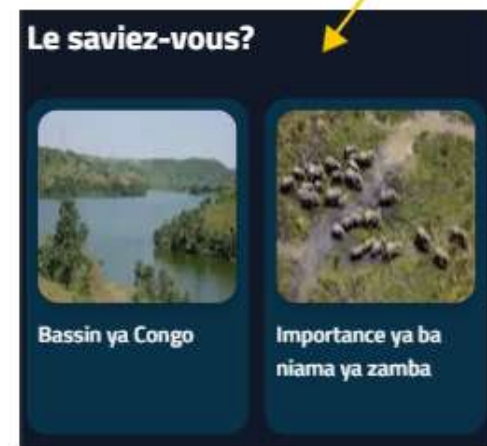 Le saviez-vous?
Bassin ya Congo
Importance ya ba
niama ya zamba